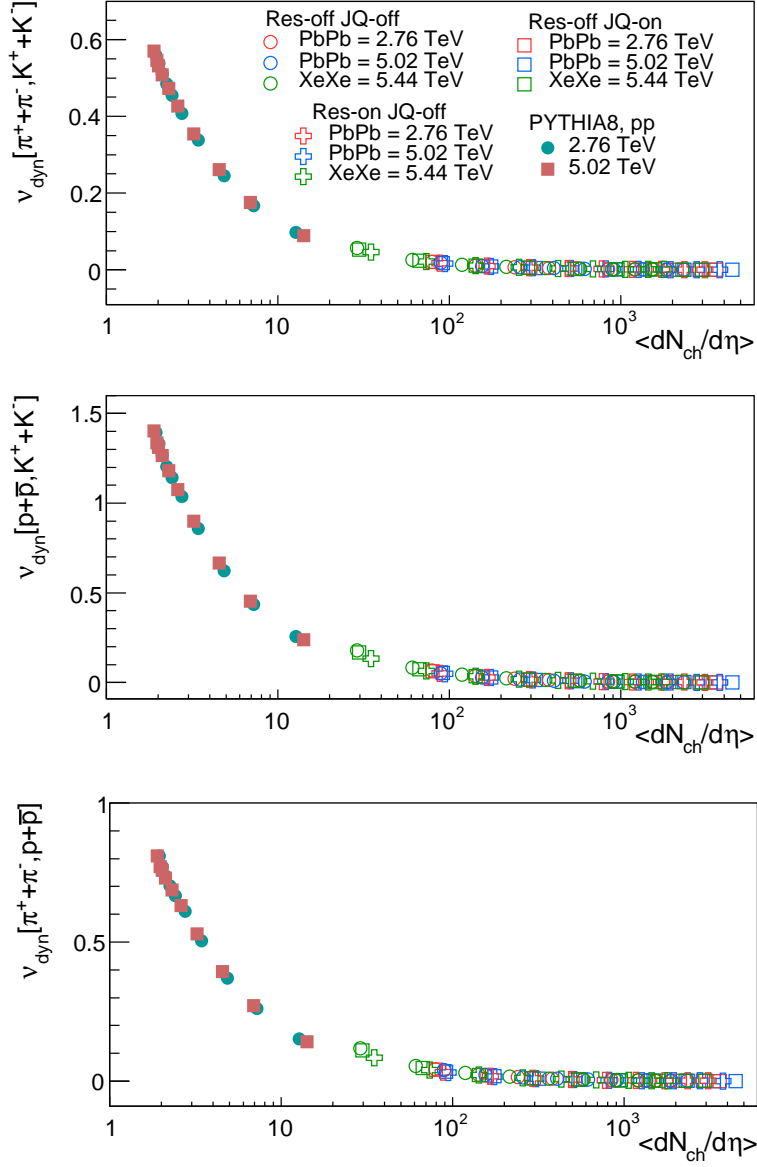 Res-off JQ-off
PbPb = 2.76 TeV
PbPb = 5.02 TeV
XeXe = 5.44 TeV
Res-off JQ-on
PbPb = 2.76 TeV
PbPb = 5.02 TeV
XeXe = 5.44 TeV
Res-on JQ-off
PbPb = 2.76 TeV
PbPb = 5.02 TeV
XeXe = 5.44 TeV
PYTHIA8, pp
2.76 TeV
5.02 TeV
ν_dyn[π⁺+π⁻,K⁺+K⁻]
0.6
0.4
0.2
0
1 10 10² 10³
<dN_ch/dη>
ν_dyn[p+p̅,K⁺+K⁻]
1.5
1
0.5
0
1 10 10² 10³
<dN_ch/dη>
ν_dyn[π⁺+π⁻,p+p̅]
1
0.5
0
1 10 10² 10³
<dN_ch/dη>